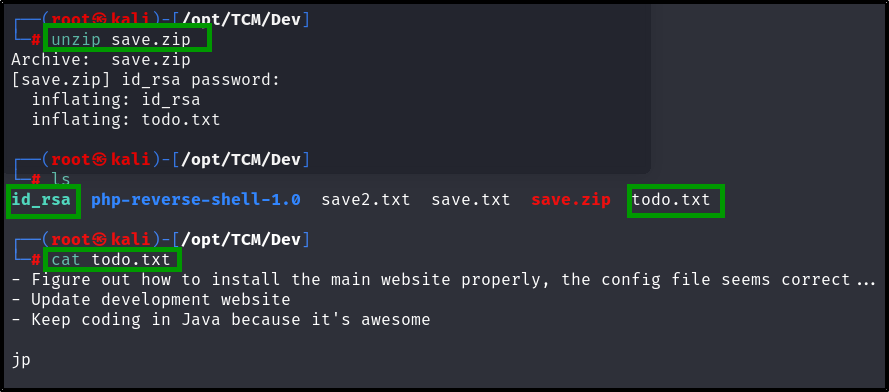 ┌──(root㉿kali)-[/opt/TCM/Dev]
└─# unzip save.zip
Archive:  save.zip
[save.zip] id_rsa password:
  inflating: id_rsa
  inflating: todo.txt
┌──(root㉿kali)-[/opt/TCM/Dev]
└─# ls
id_rsa  php-reverse-shell-1.0  save2.txt  save.txt  save.zip  todo.txt
┌──(root㉿kali)-[/opt/TCM/Dev]
└─# cat todo.txt
- Figure out how to install the main website properly, the config file seems correct...
- Update development website
- Keep coding in Java because it's awesome
jp